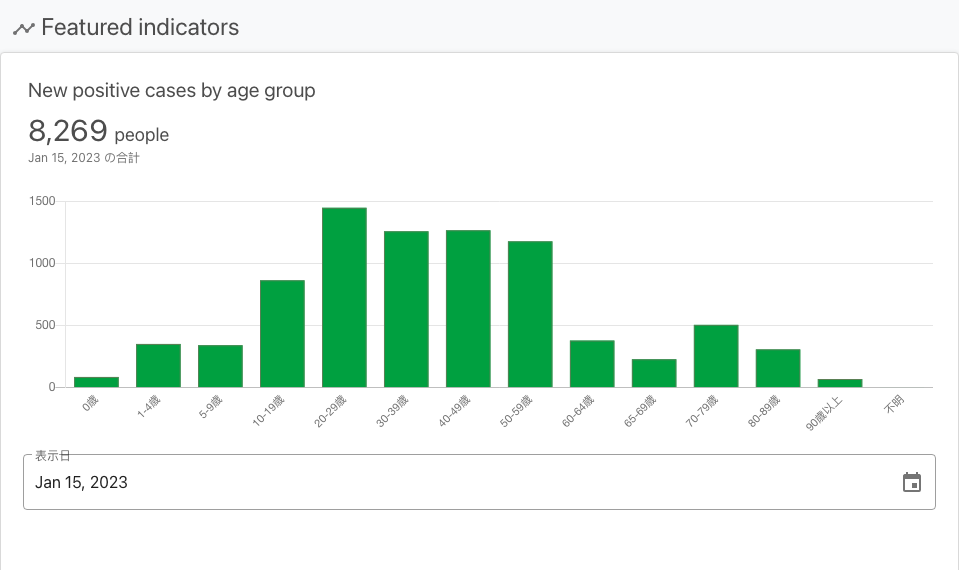 Featured indicators
New positive cases by age group
8,269 people
Jan 15, 2023 の合計
1500
1000
500
0
0歳
1-4歳
5-9歳
10-19歳
20-29歳
30-39歳
40-49歳
50-59歳
60-64歳
65-69歳
70-79歳
80-89歳
90歳以上
不明
表示日
Jan 15, 2023